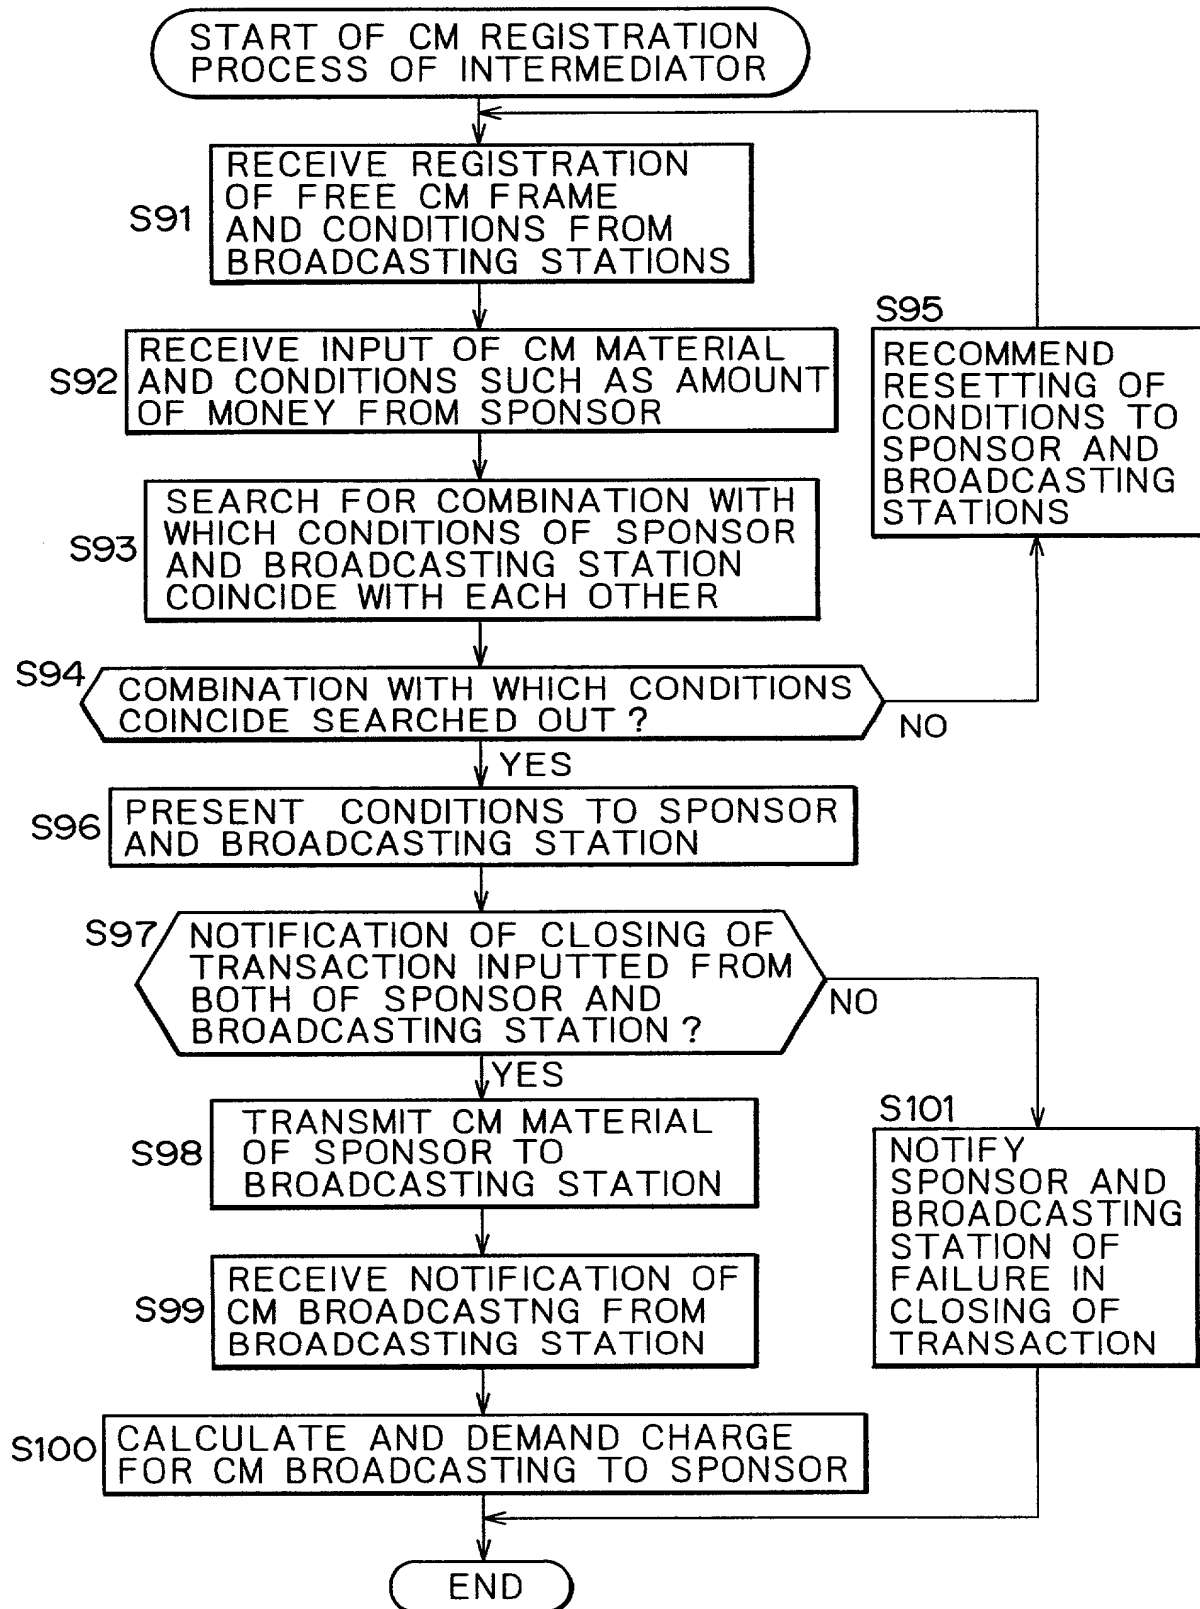 START OF CM REGISTRATION
PROCESS OF INTERMEDIATOR
S91
RECEIVE REGISTRATION
OF FREE CM FRAME
AND CONDITIONS FROM
BROADCASTING STATIONS
S92
RECEIVE INPUT OF CM MATERIAL
AND CONDITIONS SUCH AS AMOUNT
OF MONEY FROM SPONSOR
S93
SEARCH FOR COMBINATION WITH
WHICH CONDITIONS OF SPONSOR
AND BROADCASTING STATION
COINCIDE WITH EACH OTHER
S94
COMBINATION WITH WHICH CONDITIONS
COINCIDE SEARCHED OUT ?
NO
S95
RECOMMEND
RESETTING OF
CONDITIONS TO
SPONSOR AND
BROADCASTING
STATIONS
YES
S96
PRESENT CONDITIONS TO SPONSOR
AND BROADCASTING STATION
S97
NOTIFICATION OF CLOSING OF
TRANSACTION INPUTTED FROM
BOTH OF SPONSOR AND
BROADCASTING STATION ?
NO
YES
S98
TRANSMIT CM MATERIAL
OF SPONSOR TO
BROADCASTING STATION
S101
NOTIFY
SPONSOR AND
BROADCASTING
STATION OF
FAILURE IN
CLOSING OF
TRANSACTION
S99
RECEIVE NOTIFICATION OF
CM BROADCASTNG FROM
BROADCASTING STATION
S100
CALCULATE AND DEMAND CHARGE
FOR CM BROADCASTING TO SPONSOR
END